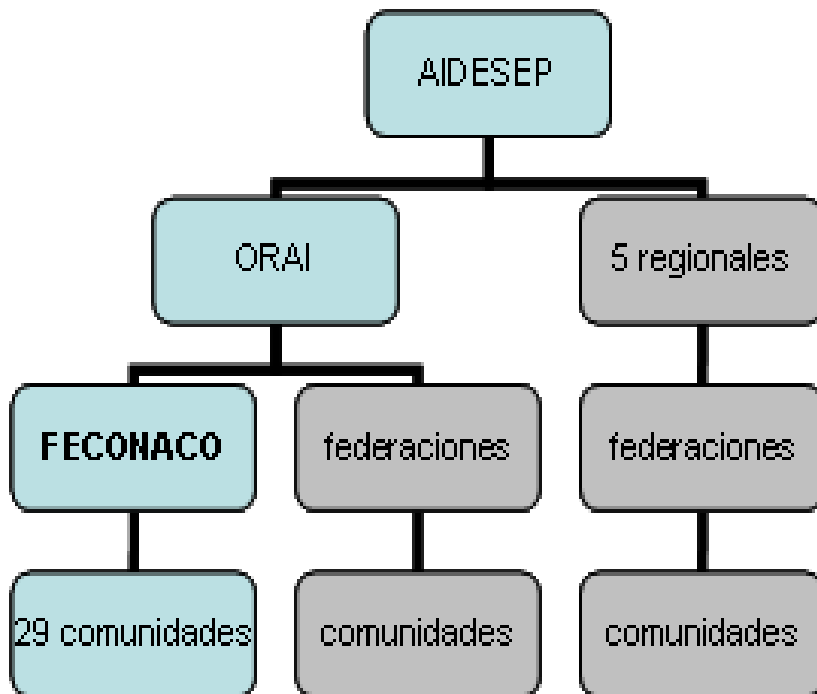 AIDESEP
ORAI
5 regionales
FECONACO
federaciones
federaciones
29 comunidades
comunidades
comunidades